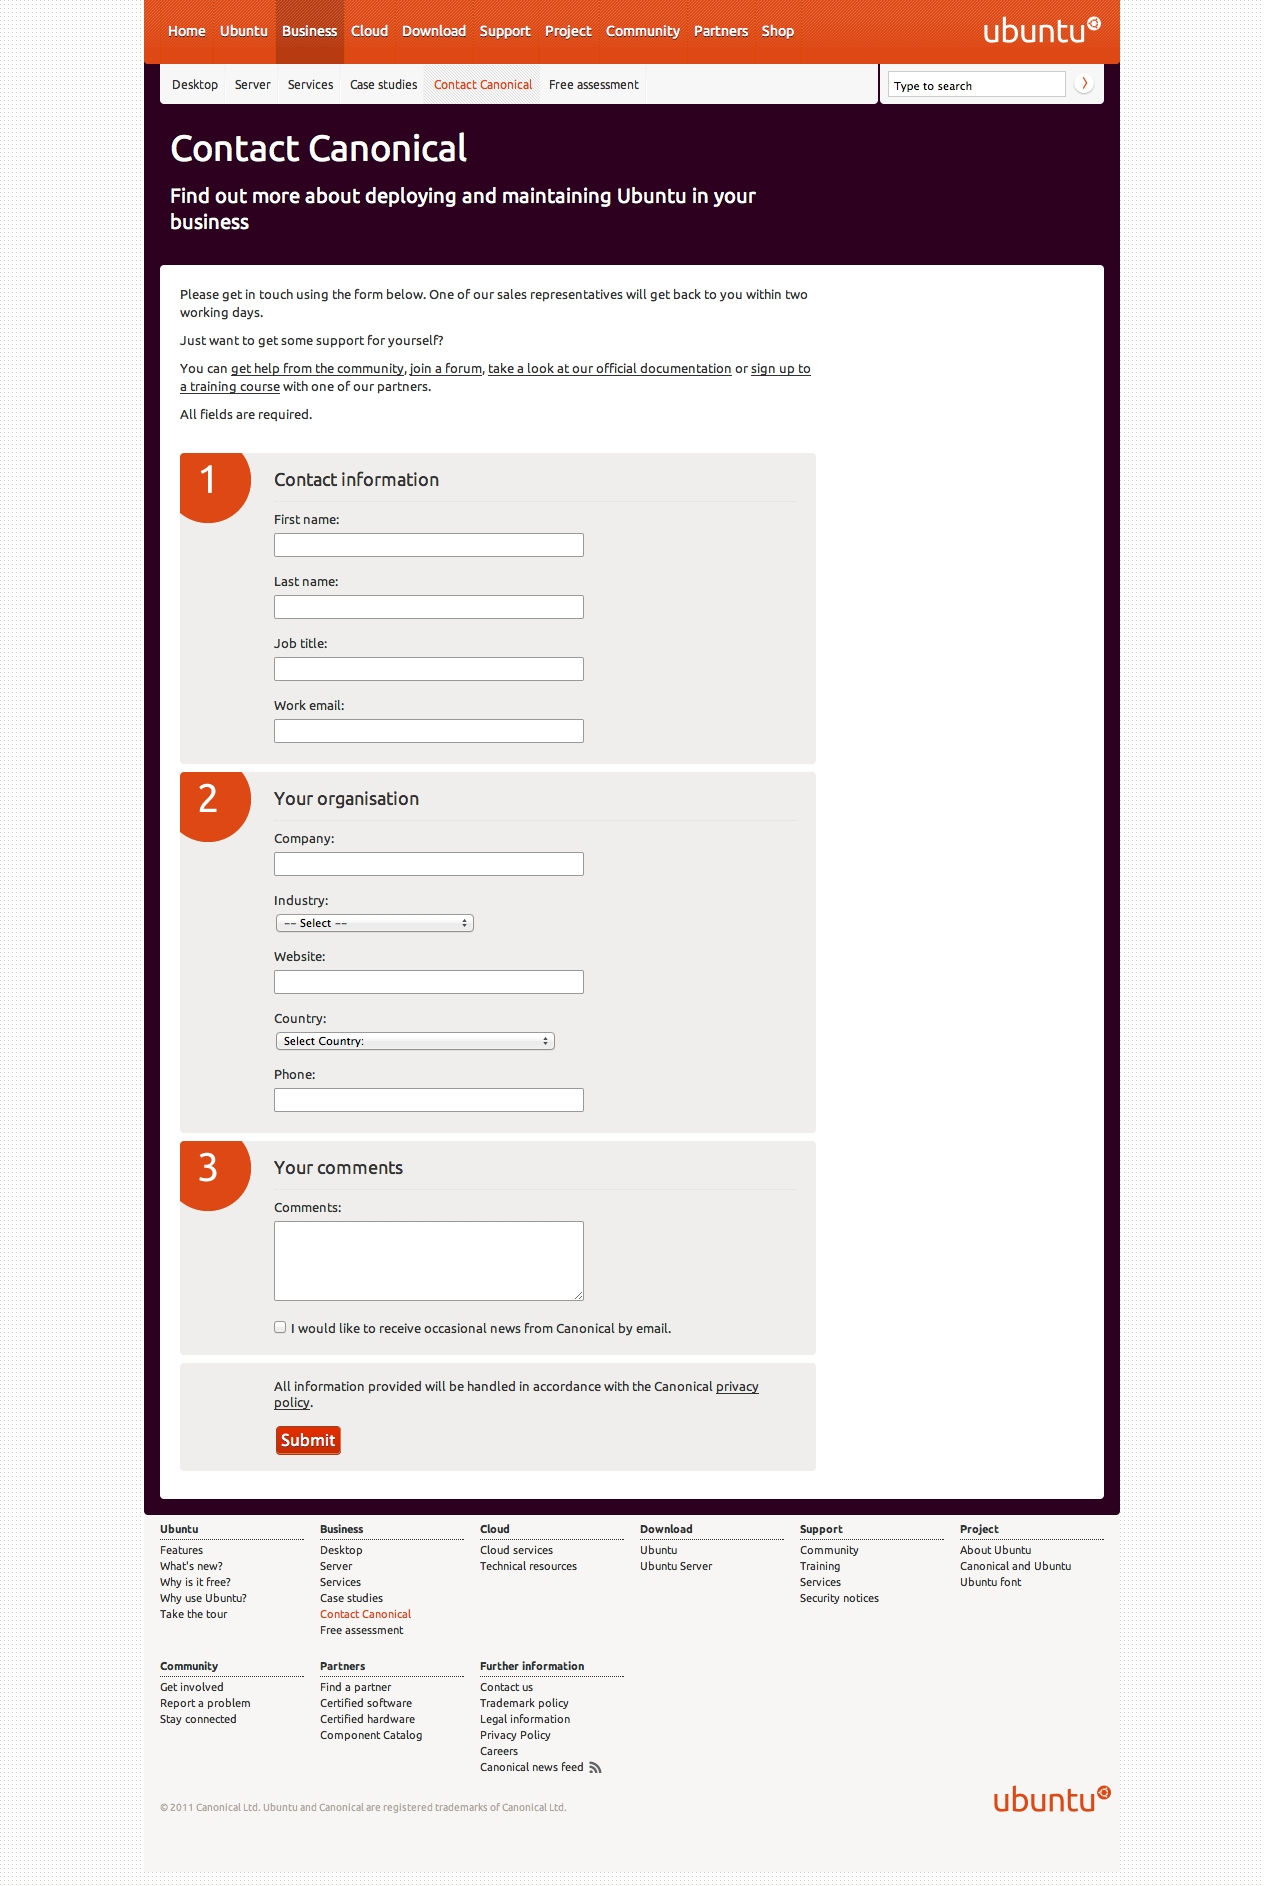 Home Ubuntu Business Cloud Download Support Project Community Partners Shop
ubuntu
Desktop Server Services Case studies Contact Canonical Free assessment
Type to search
Contact Canonical
Find out more about deploying and maintaining Ubuntu in your
business
Please get in touch using the form below. One of our sales representatives will get back to you within two
working days.
Just want to get some support for yourself?
You can get help from the community, join a forum, take a look at our official documentation or sign up to
a training course with one of our partners.
All fields are required.
1
Contact information
First name:
Last name:
Job title:
Work email:
2
Your organisation
Company:
Industry:
-- Select --
Website:
Country:
Select Country:
Phone:
3
Your comments
Comments:
I would like to receive occasional news from Canonical by email.
All information provided will be handled in accordance with the Canonical privacy
policy.
Submit
Ubuntu
Features
What's new?
Why is it free?
Why use Ubuntu?
Take the tour
Business
Desktop
Server
Services
Case studies
Contact Canonical
Free assessment
Cloud
Cloud services
Technical resources
Download
Ubuntu
Ubuntu Server
Support
Community
Training
Services
Security notices
Project
About Ubuntu
Canonical and Ubuntu
Ubuntu font
Community
Get involved
Report a problem
Stay connected
Partners
Find a partner
Certified software
Certified hardware
Component Catalog
Further information
Contact us
Trademark policy
Legal information
Privacy Policy
Careers
Canonical news feed
© 2011 Canonical Ltd. Ubuntu and Canonical are registered trademarks of Canonical Ltd.
ubuntu